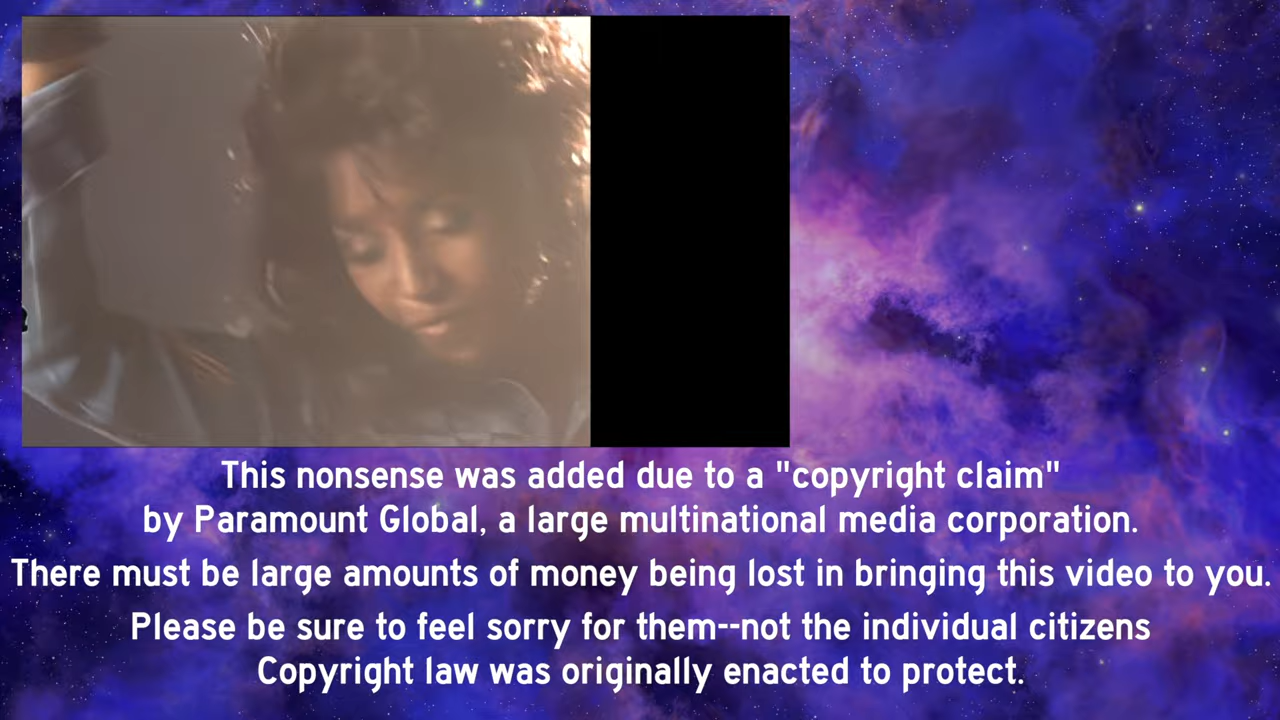 This nonsense was added due to a "copyright claim"
by Paramount Global, a large multinational media corporation.
There must be large amounts of money being lost in bringing this video to you.
Please be sure to feel sorry for them--not the individual citizens
Copyright law was originally enacted to protect.